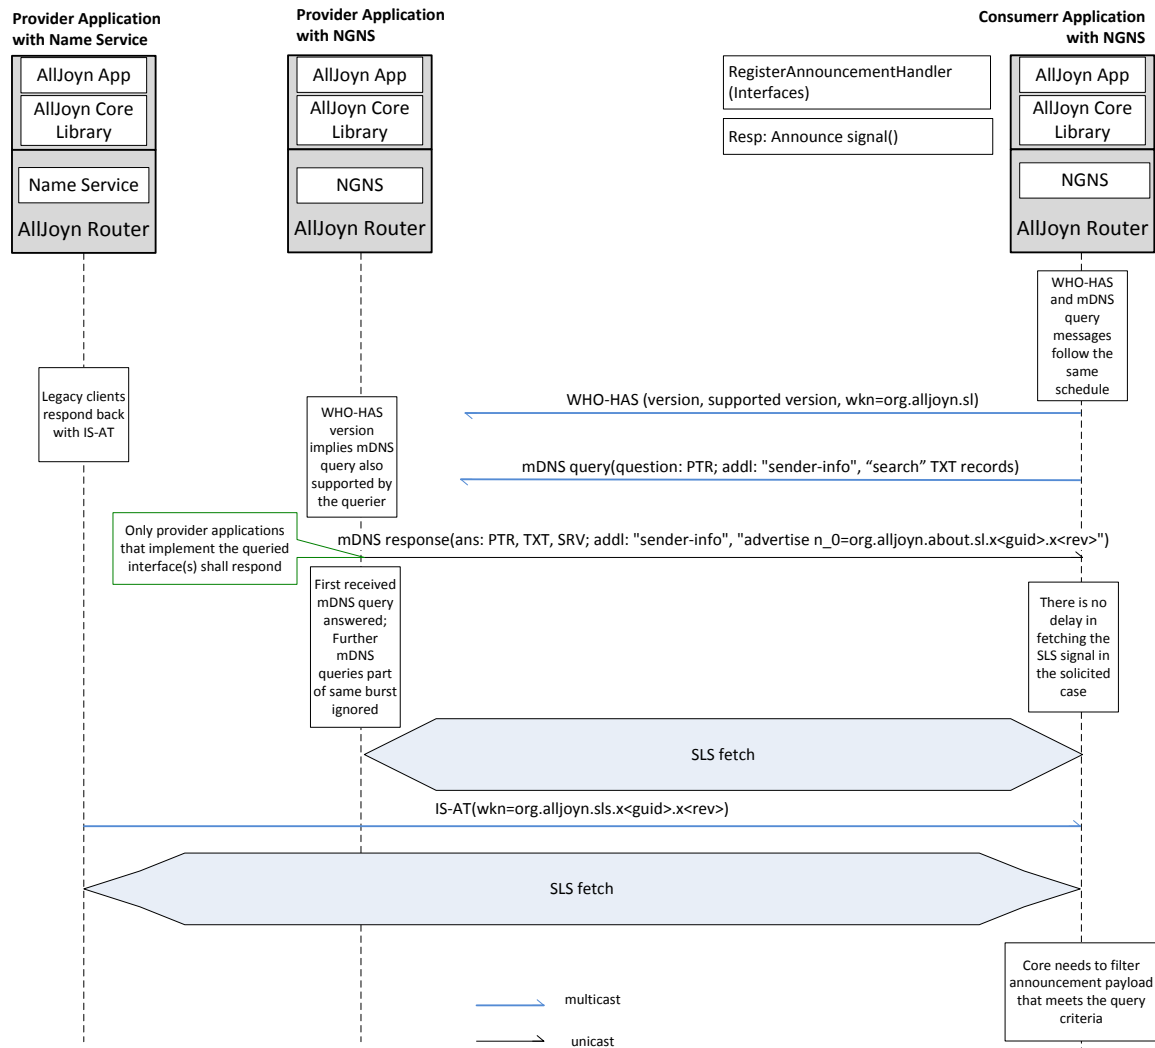 Provider Application
with Name Service
Provider Application
with NGNS
Consumerr Application
with NGNS
AllJoyn App
AllJoyn Core
Library
Name Service
AllJoyn Router
AllJoyn App
AllJoyn Core
Library
NGNS
AllJoyn Router
RegisterAnnouncementHandler
(Interfaces)
Resp: Announce signal()
AllJoyn App
AllJoyn Core
Library
NGNS
AllJoyn Router
WHO-HAS
and mDNS
query
messages
follow the
same
schedule
Legacy clients
respond back
with IS-AT
WHO-HAS (version, supported version, wkn=org.alljoyn.sl)
WHO-HAS
version
implies mDNS
query also
supported by
the querier
mDNS query(question: PTR; addl: "sender-info", “search” TXT records)
Only provider applications
that implement the queried
interface(s) shall respond
mDNS response(ans: PTR, TXT, SRV; addl: "sender-info", "advertise n_0=org.alljoyn.about.sl.x<guid>.x<rev>")
First received
mDNS query
answered;
Further
mDNS
queries part
of same burst
ignored
There is no
delay in
fetching the
SLS signal in
the solicited
case
SLS fetch
IS-AT(wkn=org.alljoyn.sls.x<guid>.x<rev>)
SLS fetch
Core needs to filter
announcement payload
that meets the query
criteria
multicast
unicast